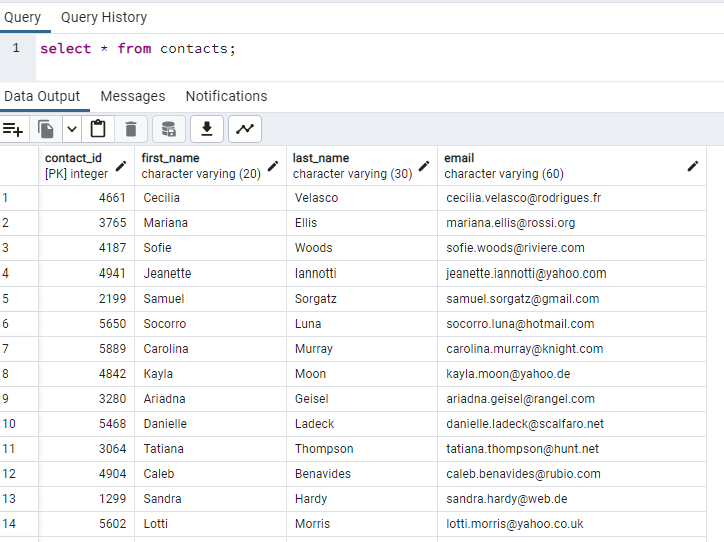 Query Query History
1 select * from contacts;
Data Output Messages Notifications
contact_id first_name last_name email
[PK] integer character varying (20) character varying (30) character varying (60)
1 4661 Cecilia Velasco cecilia.velasco@rodrigues.fr
2 3765 Mariana Ellis mariana.ellis@rossi.org
3 4187 Sofie Woods sofie.woods@riviere.com
4 4941 Jeanette Iannotti jeanette.iannotti@yahoo.com
5 2199 Samuel Sorgatz samuel.sorgatz@gmail.com
6 5650 Socorro Luna socorro.luna@hotmail.com
7 5889 Carolina Murray carolina.murray@knight.com
8 4842 Kayla Moon kayla.moon@yahoo.de
9 3280 Ariadna Geisel ariadna.geisel@rangel.com
10 5468 Danielle Ladeck danielle.ladeck@scalfaro.net
11 3064 Tatiana Thompson tatiana.thompson@hunt.net
12 4904 Caleb Benavides caleb.benavides@rubio.com
13 1299 Sandra Hardy sandra.hardy@web.de
14 5602 Lotti Morris lotti.morris@yahoo.co.uk